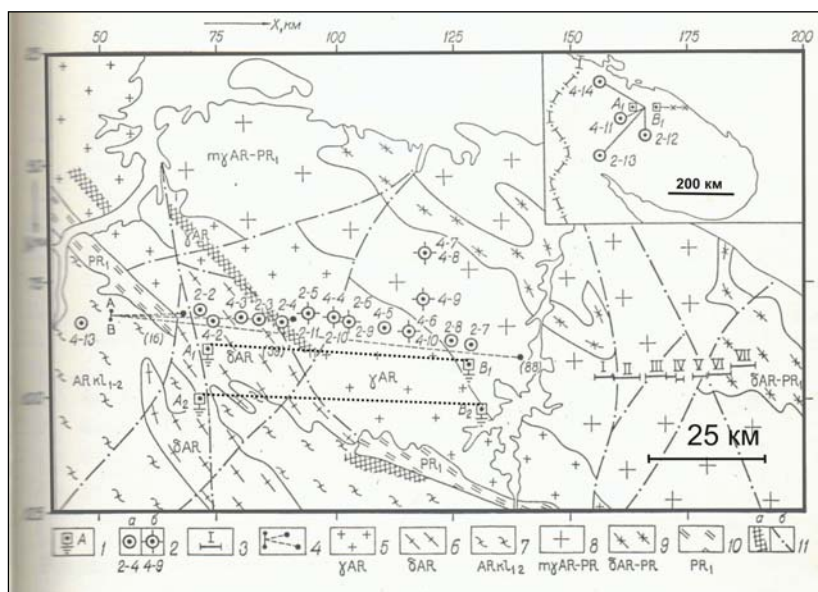 X, км
50 75 100 125 150 175 200
I
4-14
A₁ B₁
4-11
2-12
2-13
200 км
mγAR-PR₁
γAR
PR₁
4-7
4-8
4-9
2-2 4-3 2-3 2-4 2-5 4-4 2-6 4-5 4-6 2-8 2-7
A
B
(16)
4-13
4-2
2-11 2-10 2-9 4-10
A₁ δAR (39) B₁ (88)
I II III IV V VI VII
ARкl₁₋₂ γAR δAR-PR₁
A₂ B₂
25 км
δAR
PR₁
a б a б
A 1 2 I 3 4 5 6 7 8 9 10 11
2-4 4-9 γAR δAR ARкl₁₂ mγAR-PR δAR-PR PR₁